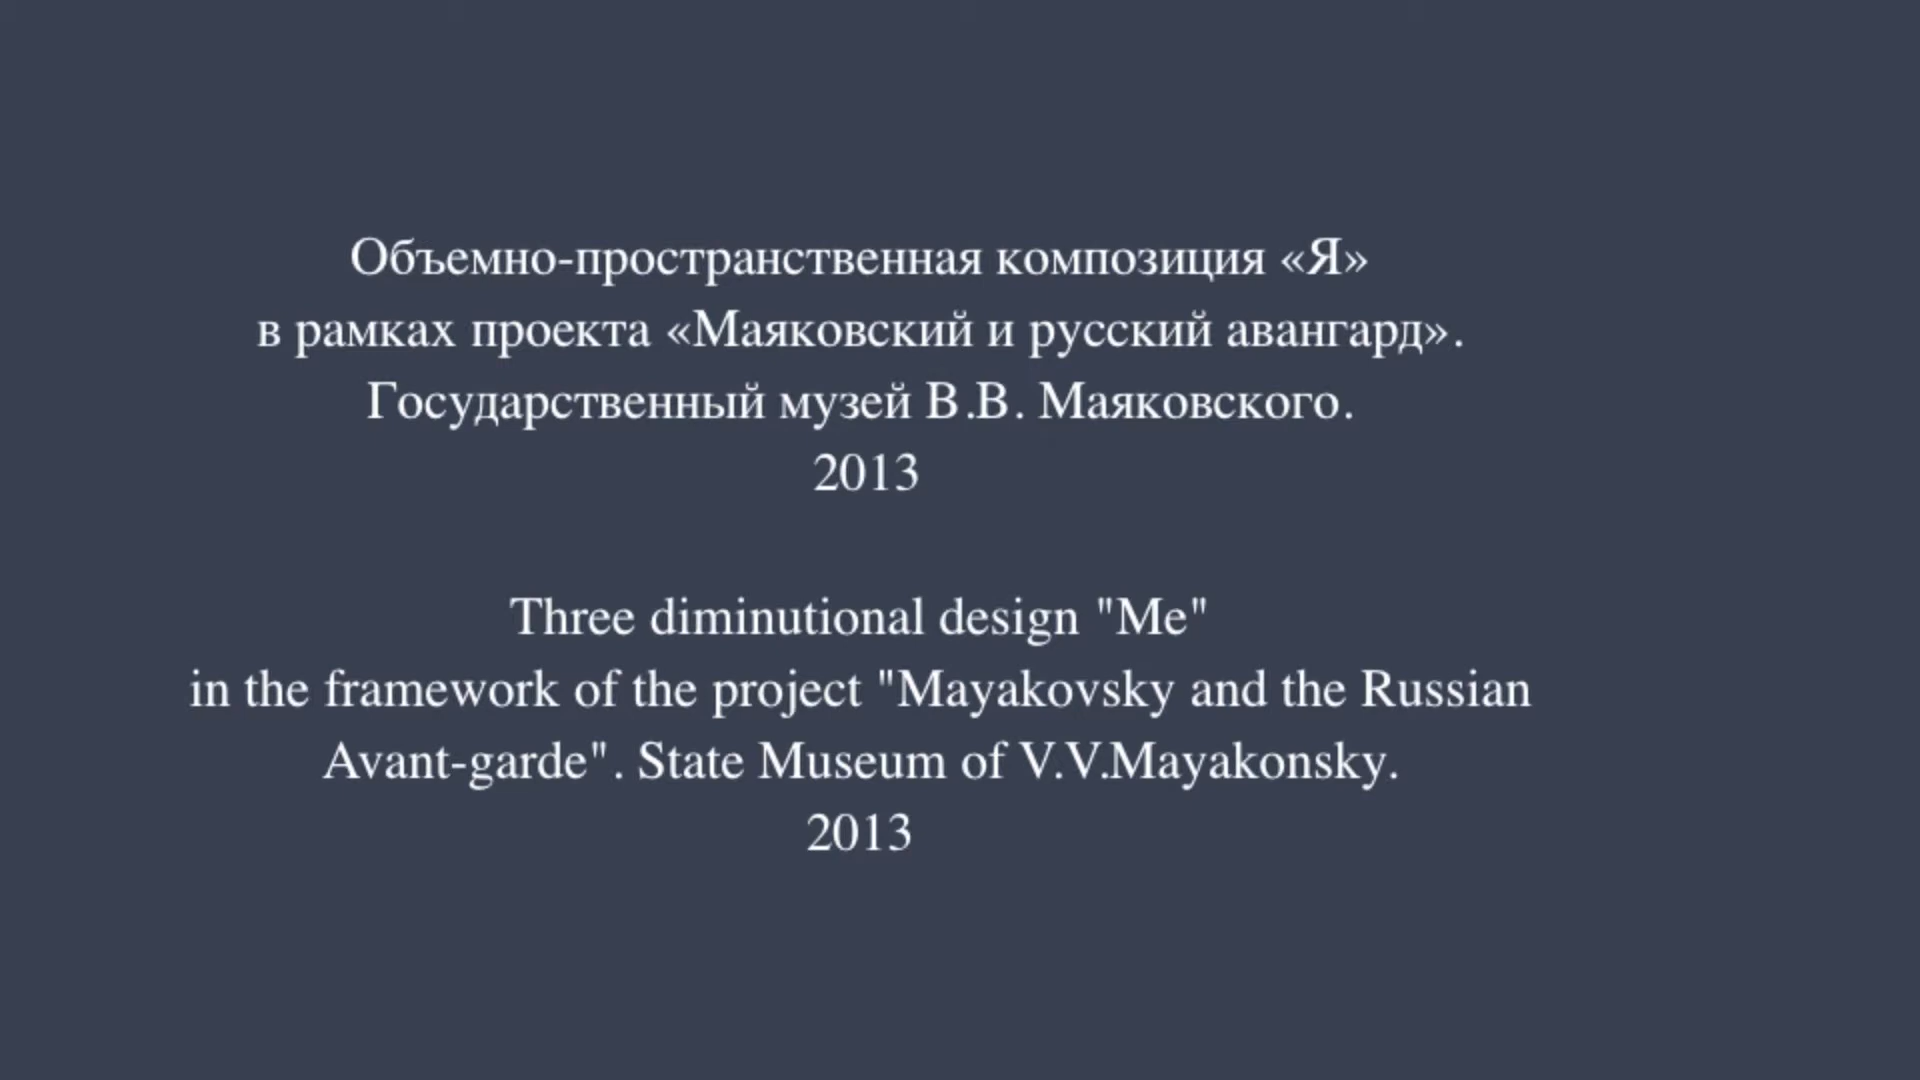 Объемно-пространственная композиция «Я»
в рамках проекта «Маяковский и русский авангард».
Государственный музей В.В. Маяковского.
2013
Three diminutional design "Me"
in the framework of the project "Mayakovsky and the Russian
Avant-garde". State Museum of V.V.Mayakonsky.
2013